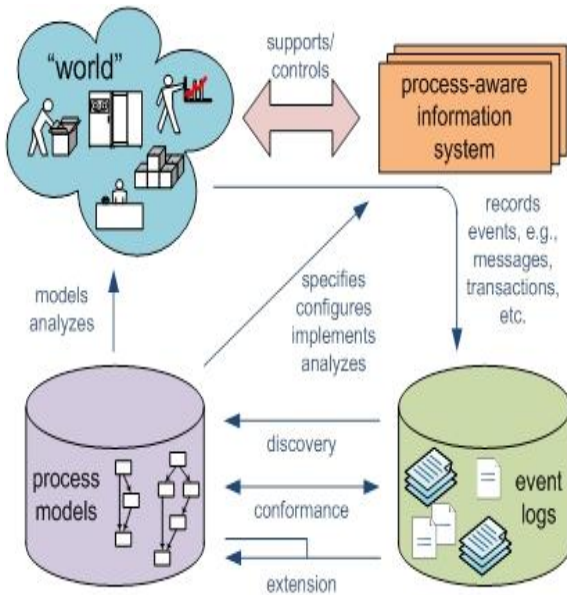 “world”
supports/
controls
process-aware
information
system
records
events, e.g.,
messages,
transactions,
etc.
models
analyzes
specifies
configures
implements
analyzes
process
models
discovery
conformance
extension
event
logs